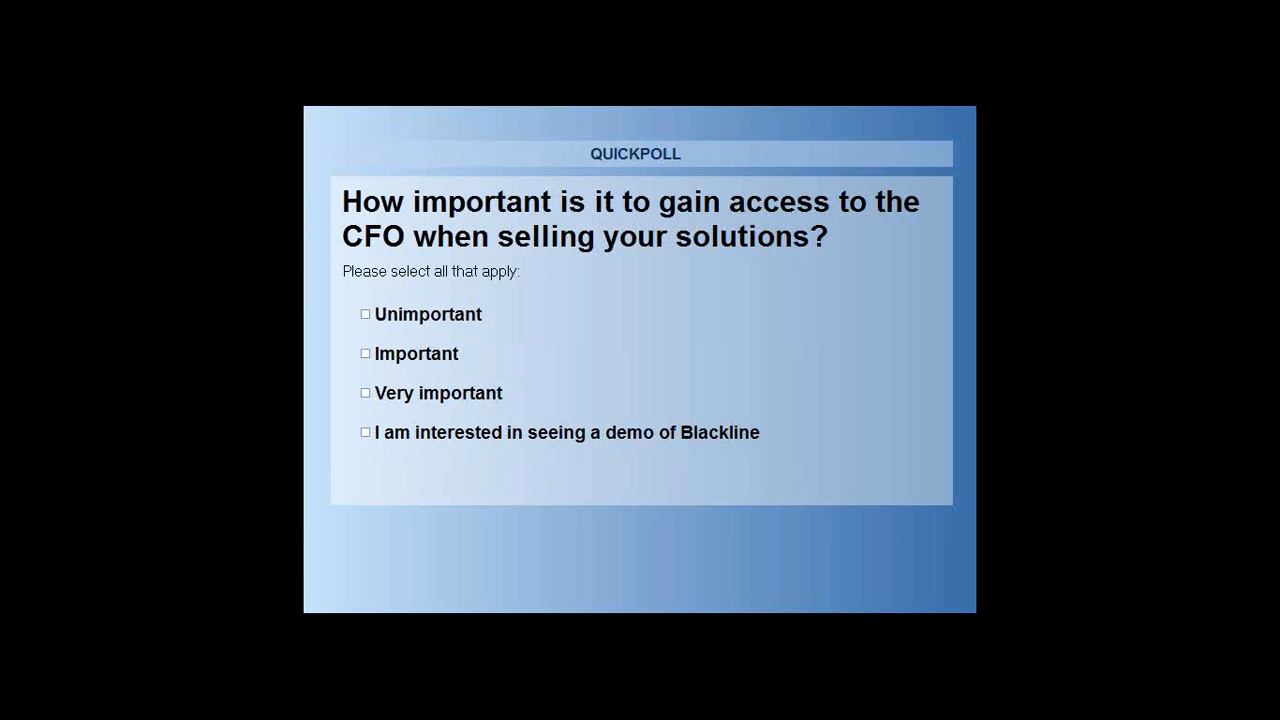 QUICKPOLL
How important is it to gain access to the
CFO when selling your solutions?
Please select all that apply:
Unimportant
Important
Very important
I am interested in seeing a demo of Blackline